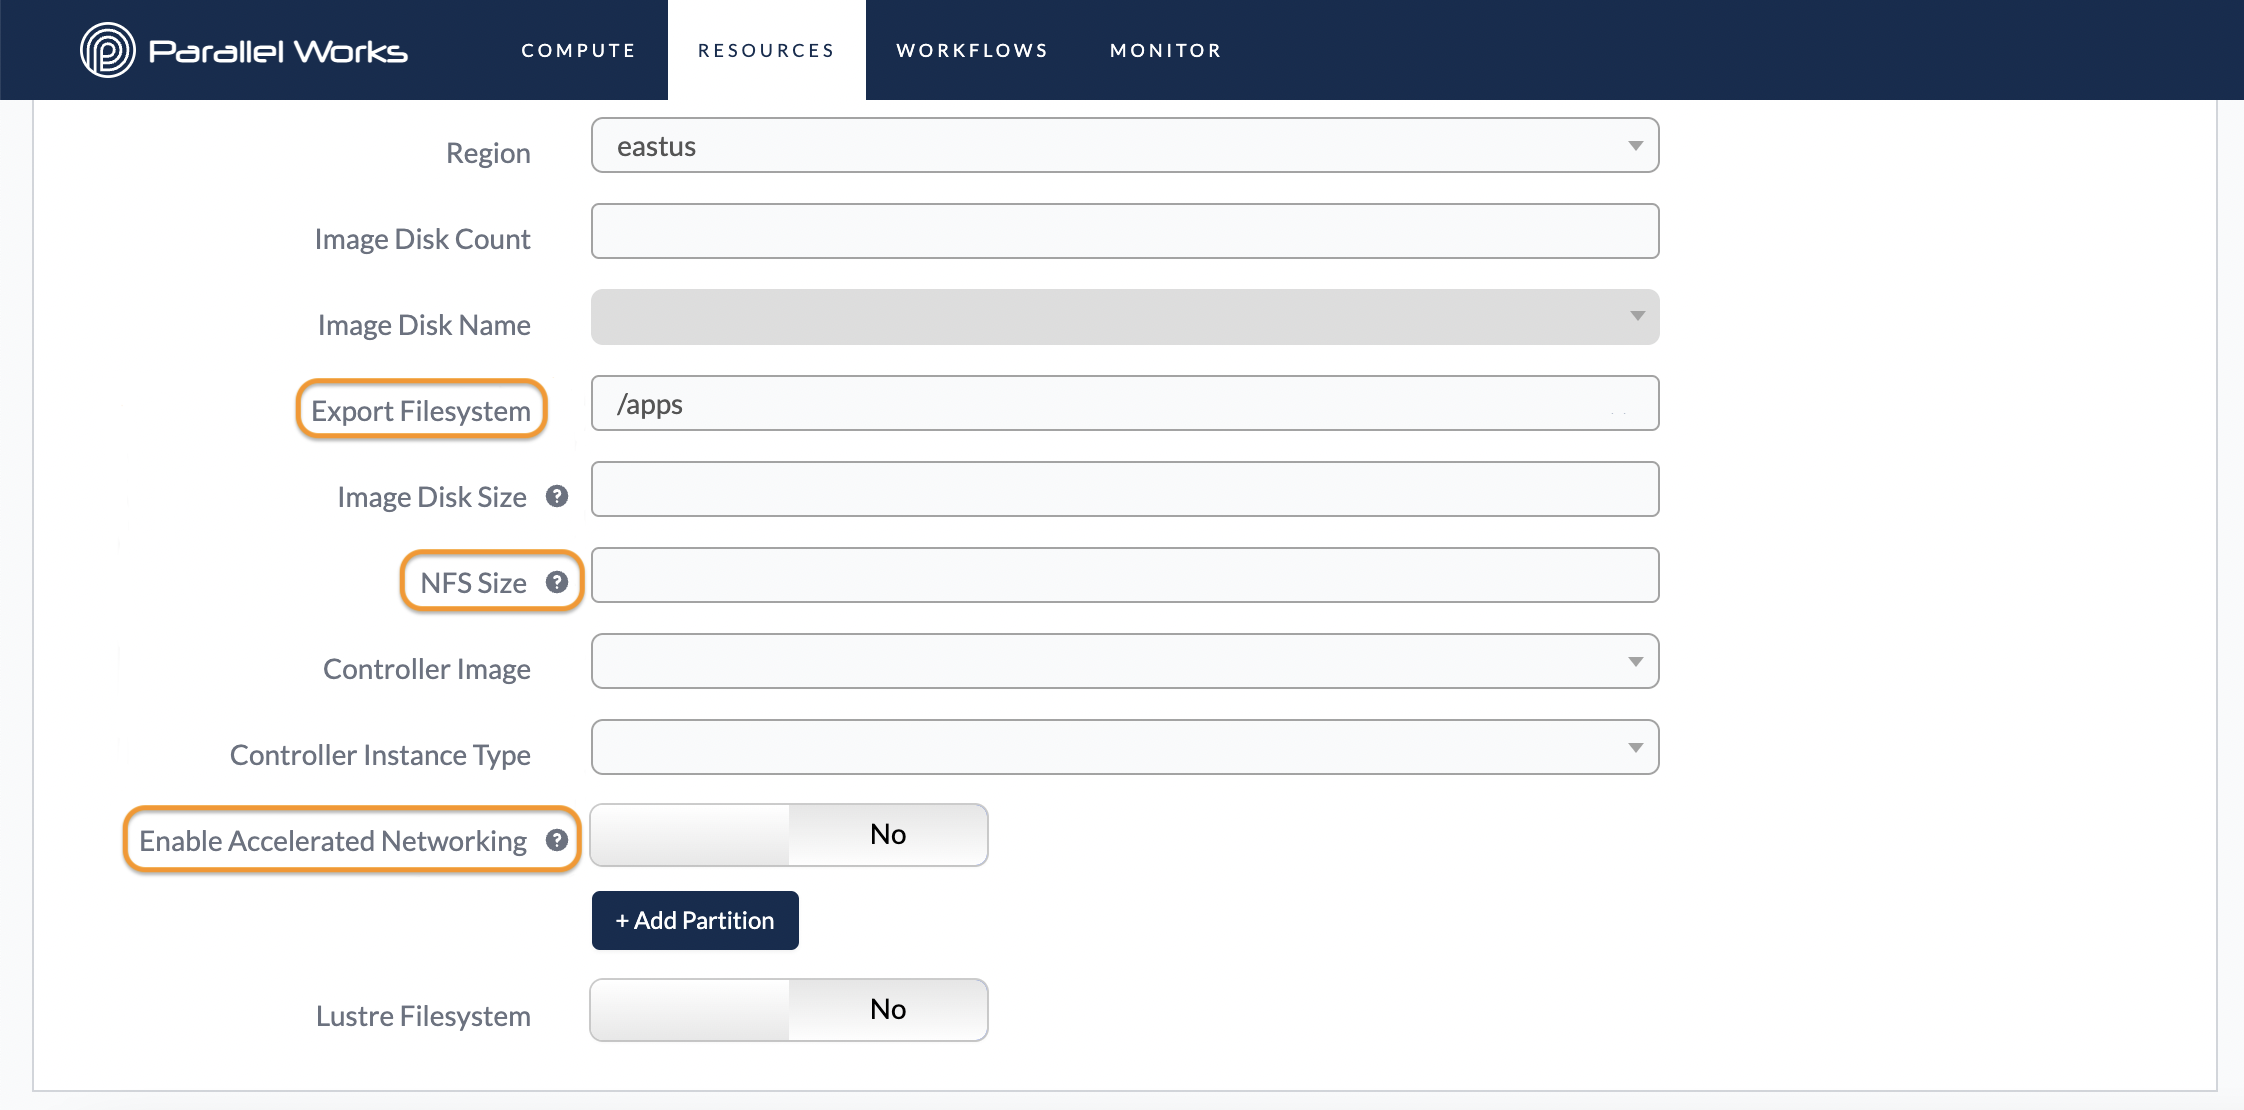 Parallel Works COMPUTE RESOURCES WORKFLOWS MONITOR
Region eastus
Image Disk Count
Image Disk Name
Export Filesystem /apps
Image Disk Size ?
NFS Size ?
Controller Image
Controller Instance Type
Enable Accelerated Networking ? No
+ Add Partition
Lustre Filesystem No